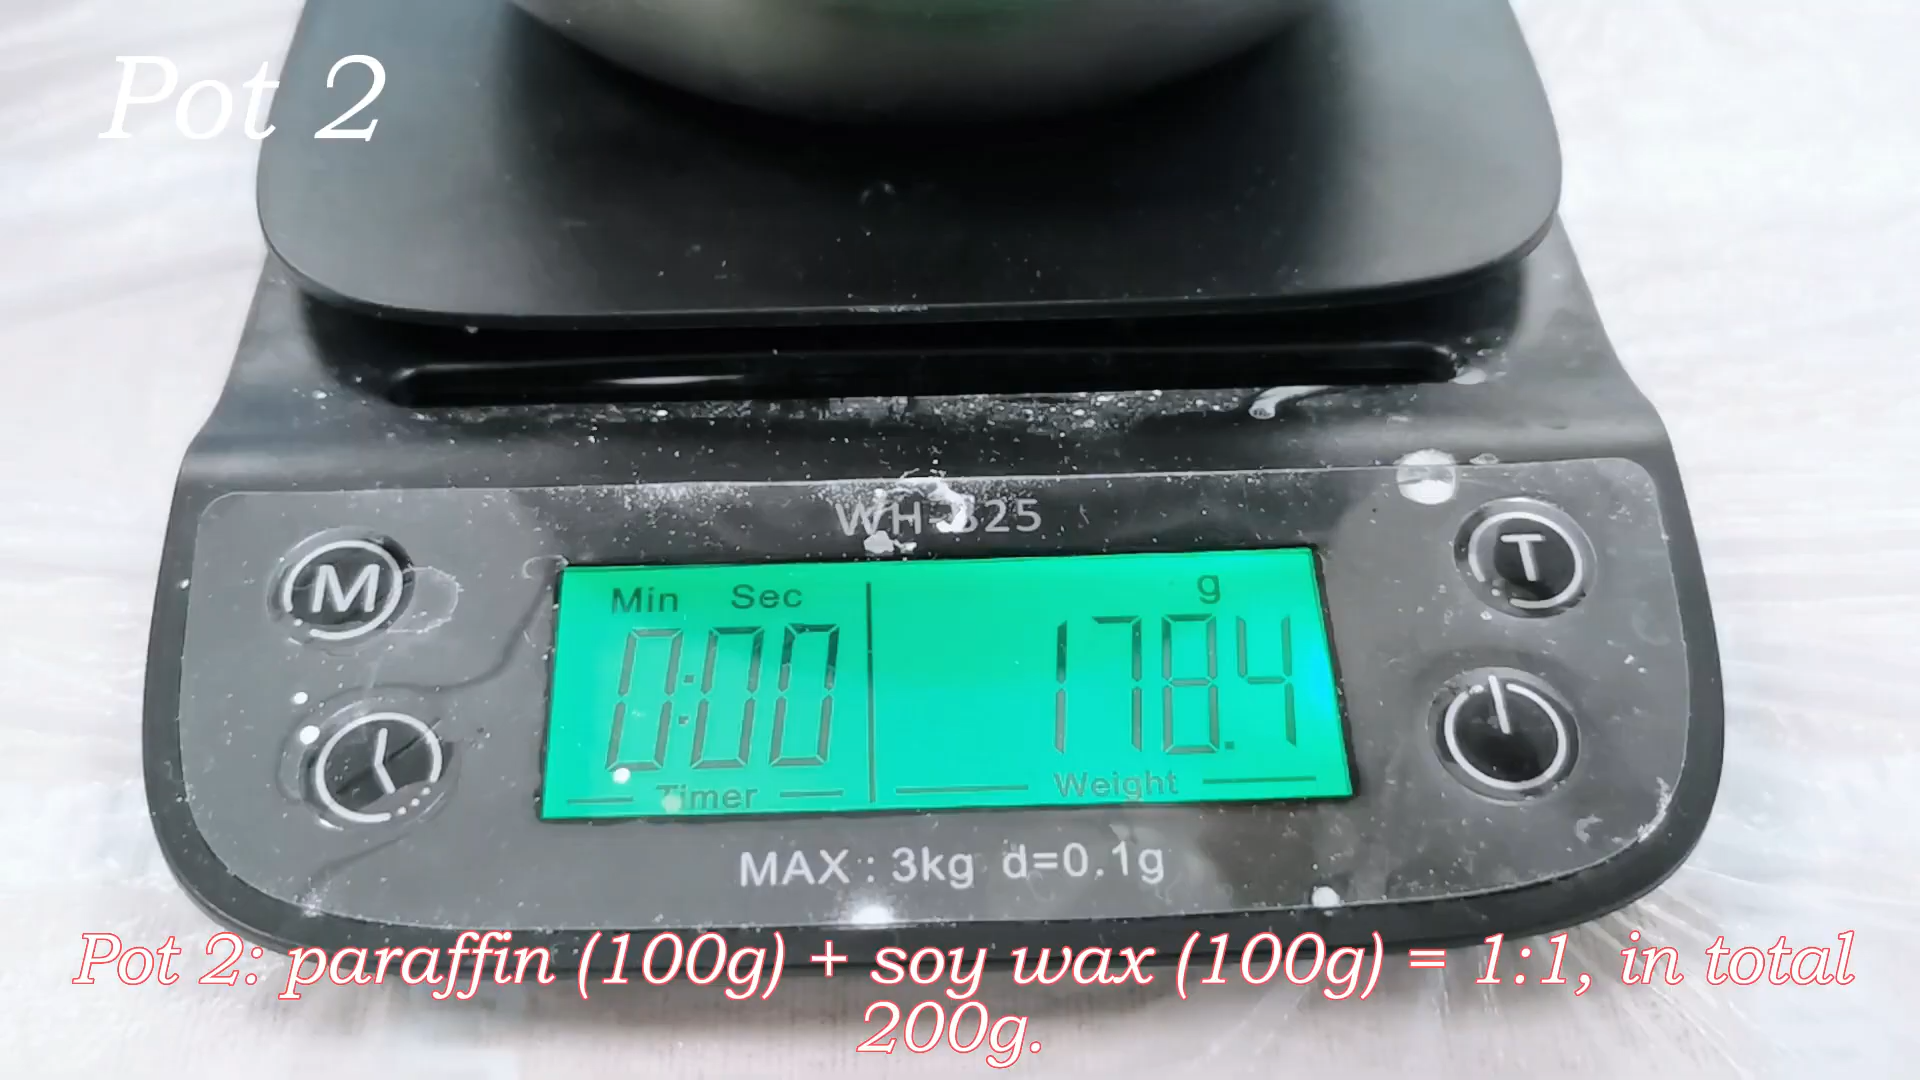 Pot 2
M
T
Min Sec
g
0:00
178.4
Timer
Weight
MAX : 3kg d=0.1g
Pot 2: paraffin (100g) + soy wax (100g) = 1:1, in total
200g.